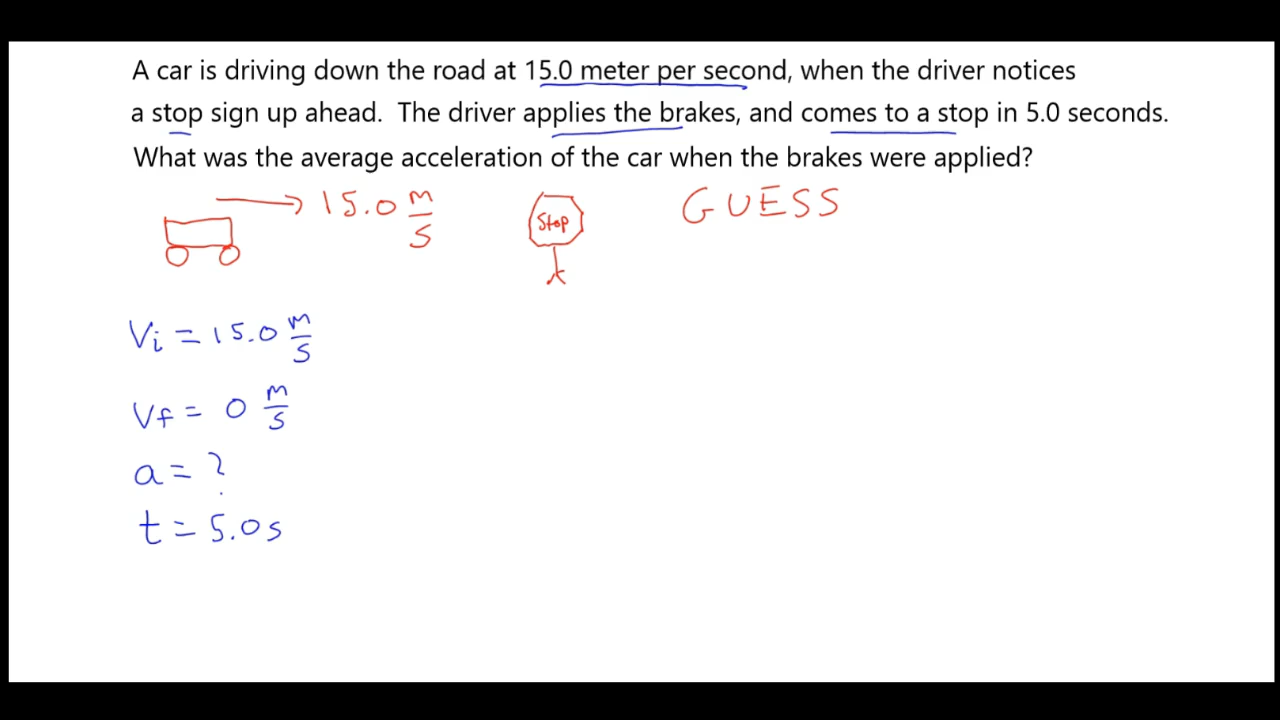 A car is driving down the road at 15.0 meter per second, when the driver notices
a stop sign up ahead. The driver applies the brakes, and comes to a stop in 5.0 seconds.
What was the average acceleration of the car when the brakes were applied?
15.0 m/s
Stop
GUESS
Vi = 15.0 m/s
Vf = 0 m/s
a = ?
t = 5.0s